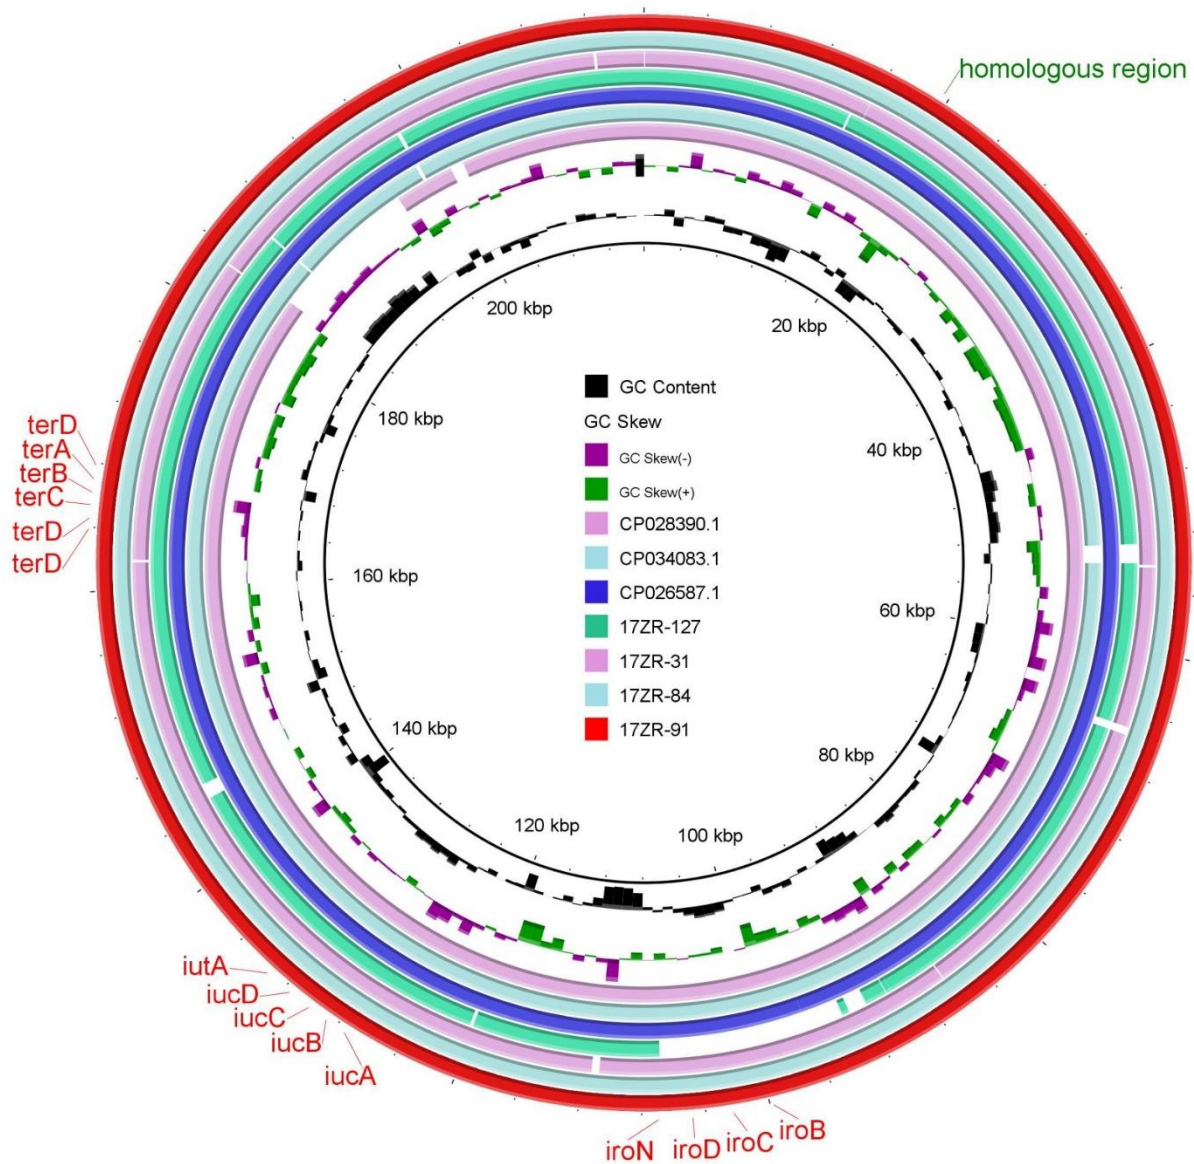 homologous region
200 kbp
20 kbp
180 kbp
40 kbp
160 kbp
60 kbp
140 kbp
80 kbp
120 kbp
100 kbp
GC Content
GC Skew
GC Skew(-)
GC Skew(+)
CP028390.1
CP034083.1
CP026587.1
17ZR-127
17ZR-31
17ZR-84
17ZR-91
terD
terA
terB
terC
terD
terD
iutA
iucD
iucC
iucB
iucA
iroN
iroD
iroC
iroB